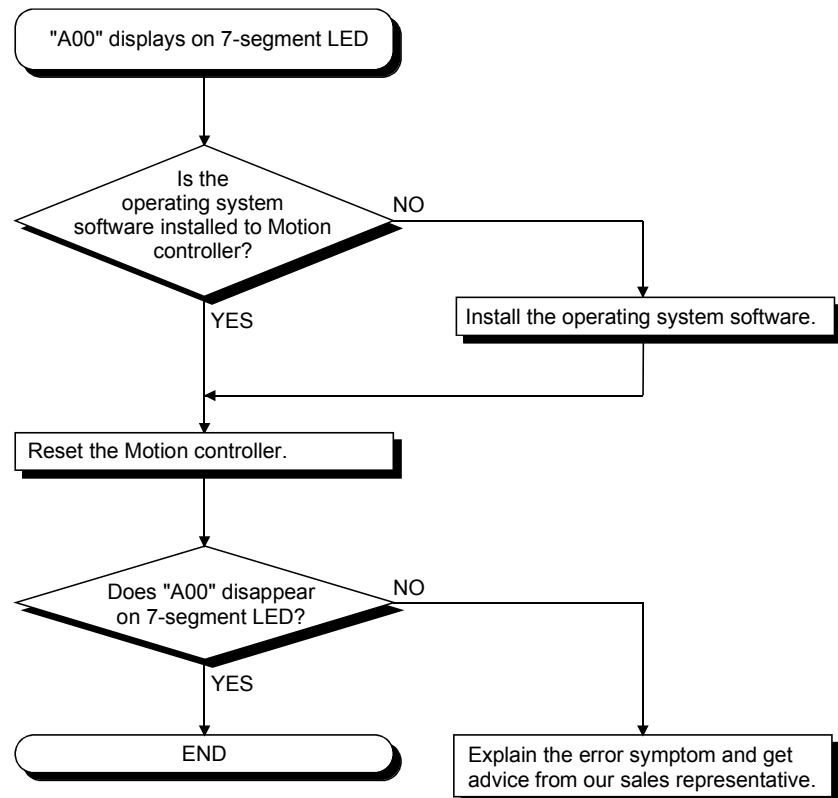 "A00" displays on 7-segment LED
Is the
operating system
software installed to Motion
controller?
NO
YES
Install the operating system software.
Reset the Motion controller.
Does "A00" disappear
on 7-segment LED?
NO
YES
END
Explain the error symptom and get
advice from our sales representative.